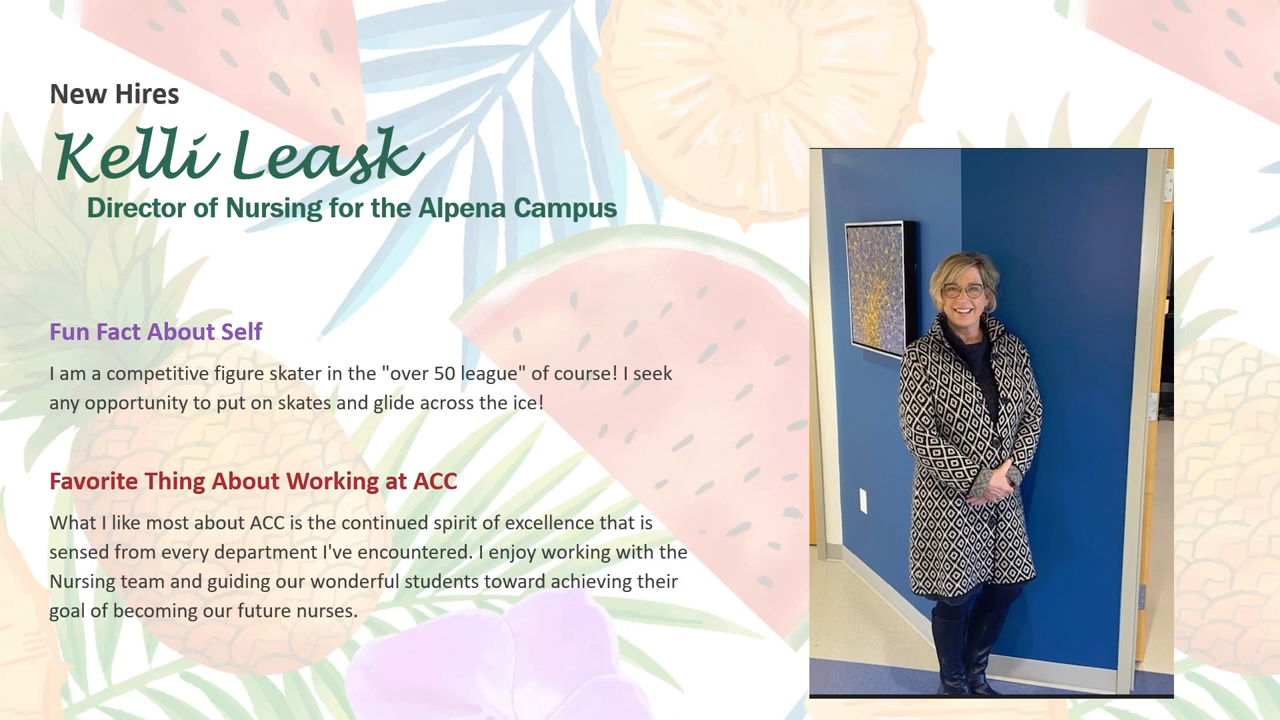 New Hires
Kelli Leask
Director of Nursing for the Alpena Campus
Fun Fact About Self
I am a competitive figure skater in the "over 50 league" of course! I seek
any opportunity to put on skates and glide across the ice!
Favorite Thing About Working at ACC
What I like most about ACC is the continued spirit of excellence that is
sensed from every department I've encountered. I enjoy working with the
Nursing team and guiding our wonderful students toward achieving their
goal of becoming our future nurses.